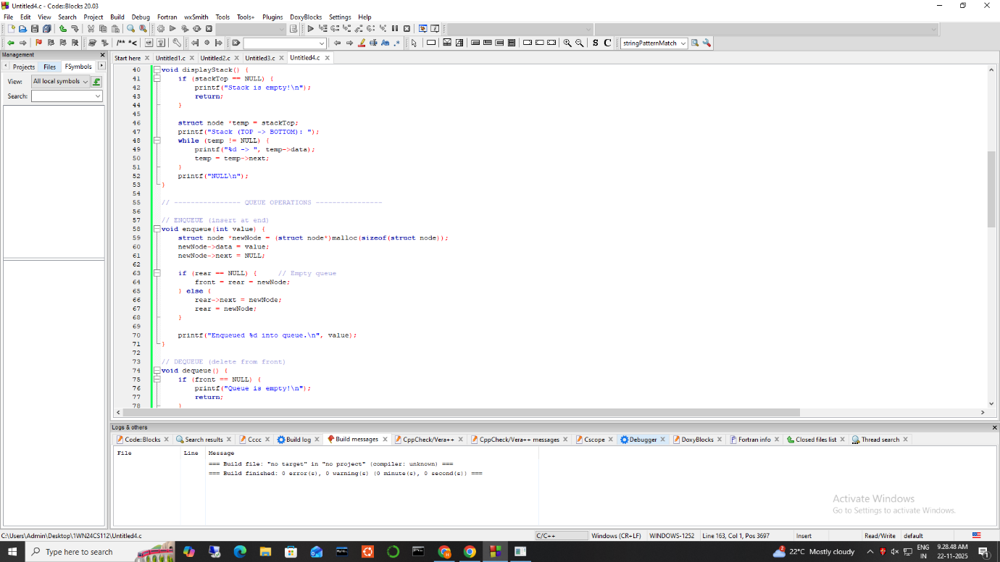 Untitled4.c - Code::Blocks 20.03
File Edit View Search Project Build Debug Fortran wxSmith Tools Tools+ Plugins DoxyBlocks Settings Help
/** *< S C stringPatternMatch
Management
Projects Files FSymbols
View: All local symbols
Search:
Start here Untitled1.c Untitled2.c Untitled3.c Untitled4.c
40 void displayStack() {
41 if (stackTop == NULL) {
42 printf("Stack is empty!\n");
43 return;
44 }
45
46 struct node *temp = stackTop;
47 printf("Stack (TOP -> BOTTOM): ");
48 while (temp != NULL) {
49 printf("%d -> ", temp->data);
50 temp = temp->next;
51 }
52 printf("NULL\n");
53 }
54
55 // ---------------- QUEUE OPERATIONS ----------------
56
57 // ENQUEUE (insert at end)
58 void enqueue(int value) {
59 struct node *newNode = (struct node*)malloc(sizeof(struct node));
60 newNode->data = value;
61 newNode->next = NULL;
62
63 if (rear == NULL) { // Empty queue
64 front = rear = newNode;
65 } else {
66 rear->next = newNode;
67 rear = newNode;
68 }
69
70 printf("Enqueued %d into queue.\n", value);
71 }
72
73 // DEQUEUE (delete from front)
74 void dequeue() {
75 if (front == NULL) {
76 printf("Queue is empty!\n");
77 return;
78 }
Logs & others
Code::Blocks Search results Cccc Build log Build messages CppCheck/Vera++ CppCheck/Vera++ messages Cscope Debugger DoxyBlocks Fortran info Closed files list Thread search
File Line Message
=== Build file: "no target" in "no project" (compiler: unknown) ===
=== Build finished: 0 error(s), 0 warning(s) (0 minute(s), 0 second(s)) ===
Activate Windows
Go to Settings to activate Windows.
C:\Users\Admin\Desktop\1WN24CS112\Untitled4.c C/C++ Windows (CR+LF) WINDOWS-1252 Line 163, Col 1, Pos 3697 Insert Read/Write default
Type here to search 22°C Mostly cloudy ENG IN 9.28.48 AM 22-11-2025